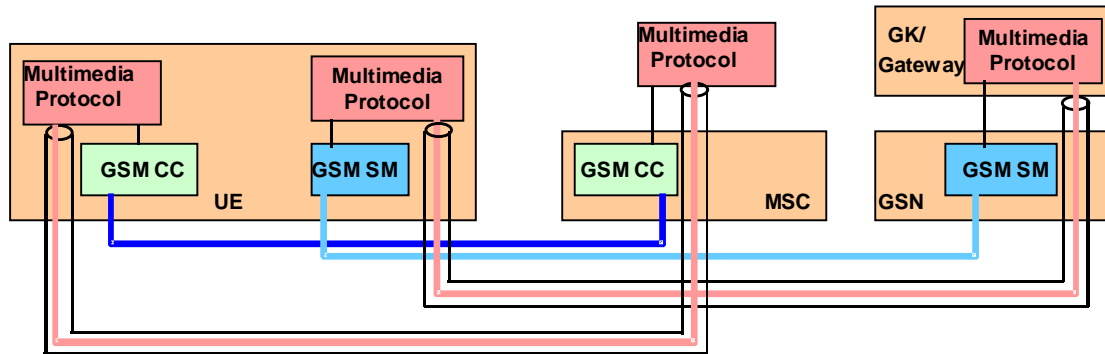 Multimedia
Protocol
Multimedia
Protocol
Multimedia
Protocol
GK/
Gateway
Multimedia
Protocol
GSM CC
GSM SM
UE
GSM CC
MSC
GSM SM
GSN